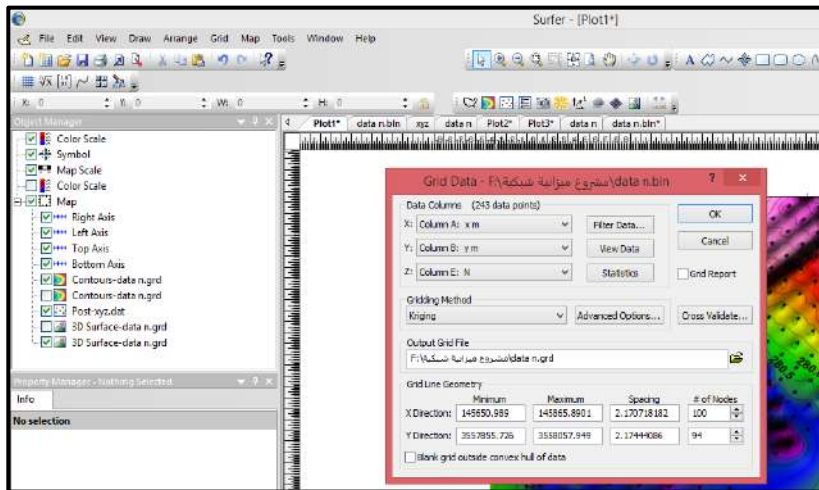 Surfer - [Plot1*]
File Edit View Draw Arrange Grid Map Tools Window Help
X: 0 Y: 0 W: 0 H: 0
Object Manager
Plot1* data n.bln xyz data n Plot2* Plot3* data n data n.bln*
Color Scale
Symbol
Map Scale
Color Scale
Map
Right Axis
Left Axis
Top Axis
Bottom Axis
Contours-data n.grd
Contours-data n.grd
Post-xyz.dat
3D Surface-data n.grd
3D Surface-data n.grd
Property Manager - Nothing Selected
Info
No selection
Grid Data - F:\مشروع ميزانية شبكية\data n.bln
Data Columns (243 data points)
X: Column A: x m Filter Data...
Y: Column B: y m View Data
Z: Column E: N Statistics
OK
Cancel
Grid Report
Gridding Method
Kriging Advanced Options... Cross Validate...
Output Grid File
F:\مشروع ميزانية شبكية\data n.grd
Grid Line Geometry
Minimum Maximum Spacing # of Nodes
X Direction: 145650.989 145865.8901 2.170718182 100
Y Direction: 3557855.726 3558057.949 2.17444086 94
Blank grid outside convex hull of data
280.5